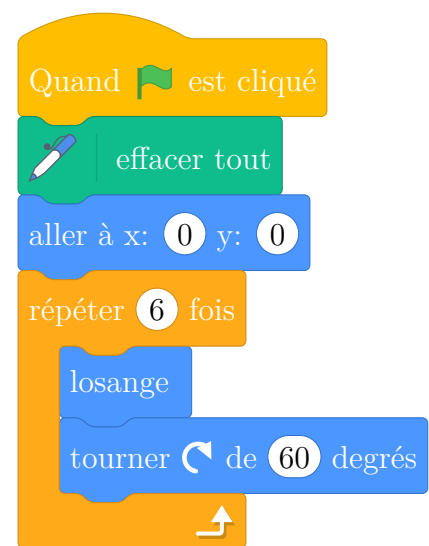 Quand est cliqué
effacer tout
aller à x: 0 y: 0
répéter 6 fois
losange
tourner de 60 degrés